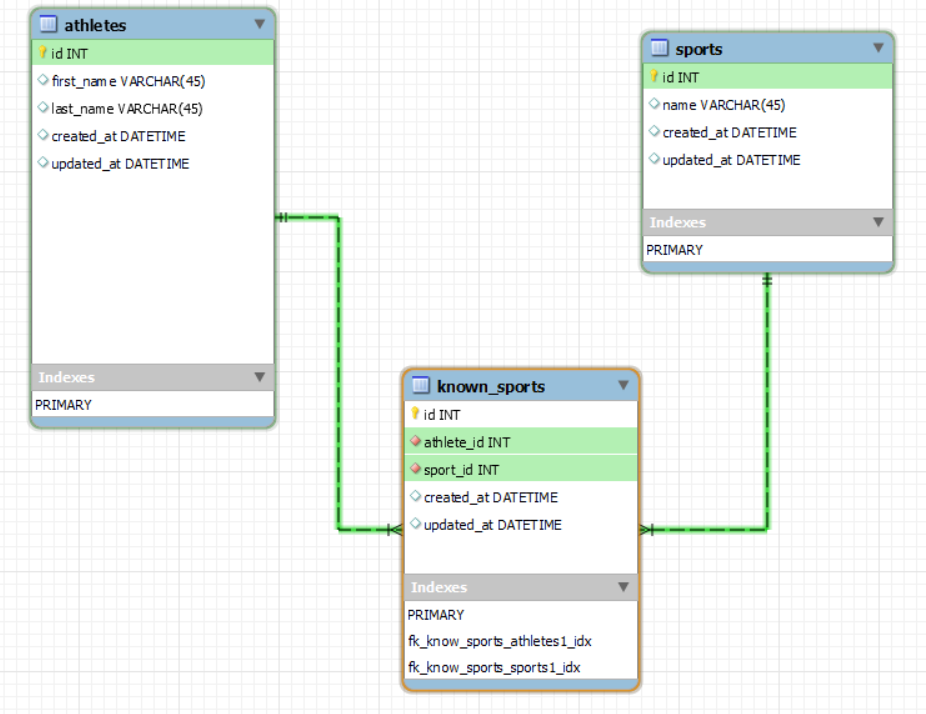 athletes
id INT
first_name VARCHAR(45)
last_name VARCHAR(45)
created_at DATETIME
updated_at DATETIME
Indexes
PRIMARY
sports
id INT
name VARCHAR(45)
created_at DATETIME
updated_at DATETIME
Indexes
PRIMARY
known_sports
id INT
athlete_id INT
sport_id INT
created_at DATETIME
updated_at DATETIME
Indexes
PRIMARY
fk_know_sports_athletes1_idx
fk_know_sports_sports1_idx